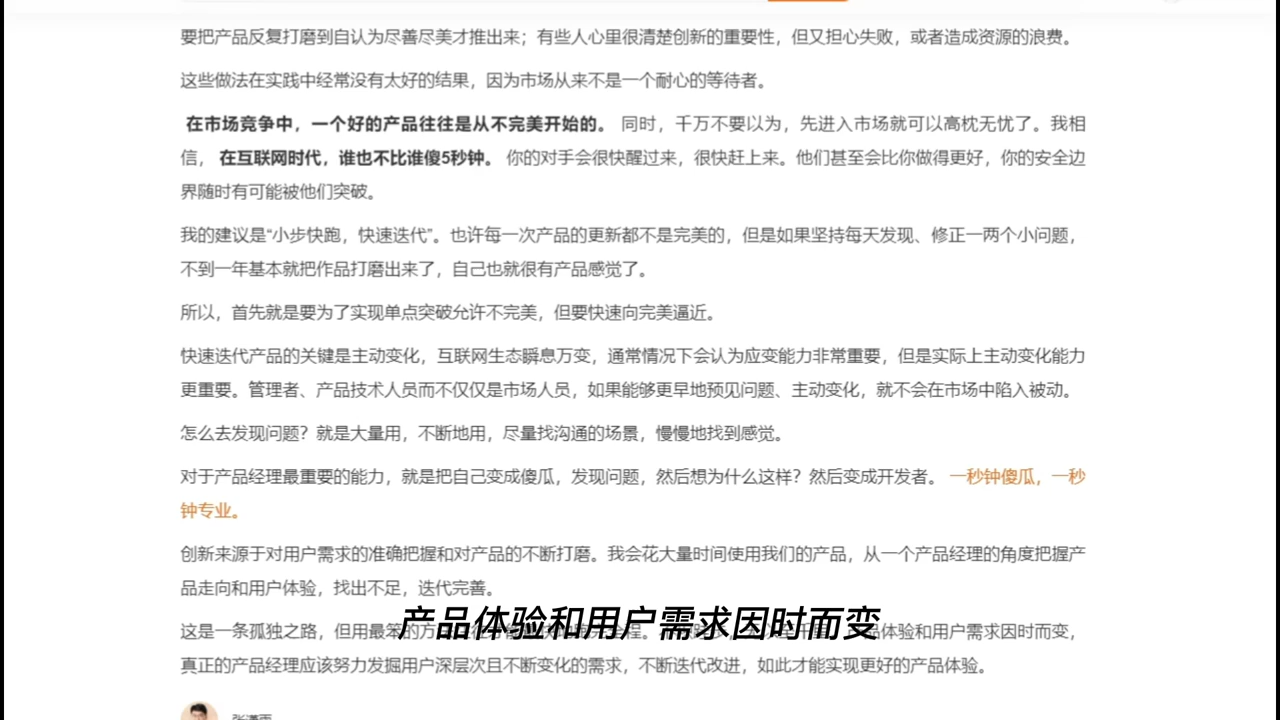 要把产品反复打磨到自认为尽善尽美才推出来；有些人心里很清楚创新的重要性，但又担心失败，或者造成资源的浪费。
这些做法在实践中经常没有太好的结果，因为市场从来不是一个耐心的等待者。
在市场竞争中，一个好的产品往往是从不完美开始的。 同时，千万不要以为，先进入市场就可以高枕无忧了。我相
信， 在互联网时代，谁也不比谁傻5秒钟。 你的对手会很快醒过来，很快赶上来。他们甚至会比你做得更好，你的安全边
界随时有可能被他们突破。
我的建议是“小步快跑，快速迭代”。也许每一次产品的更新都不是完美的，但是如果坚持每天发现、修正一两个小问题，
不到一年基本就把作品打磨出来了，自己也就很有产品感觉了。
所以，首先就是要为了实现单点突破允许不完美，但要快速向完美逼近。
快速迭代产品的关键是主动变化，互联网生态瞬息万变，通常情况下会认为应变能力非常重要，但是实际上主动变化能力
更重要。管理者、产品技术人员而不仅仅是市场人员，如果能够更早地预见问题、主动变化，就不会在市场中陷入被动。
怎么去发现问题？就是大量用，不断地用，尽量找沟通的场景，慢慢地找到感觉。
对于产品经理最重要的能力，就是把自己变成傻瓜，发现问题，然后想为什么这样？然后变成开发者。 一秒钟傻瓜，一秒
钟专业。
创新来源于对用户需求的准确把握和对产品的不断打磨。我会花大量时间使用我们的产品，从一个产品经理的角度把握产
品走向和用户体验，找出不足，迭代完善。
产品体验和用户需求因时而变
这是一条孤独之路，但用最笨的方 品体验和用户需求因时而变，
真正的产品经理应该努力发掘用户深层次且不断变化的需求，不断迭代改进，如此才能实现更好的产品体验。